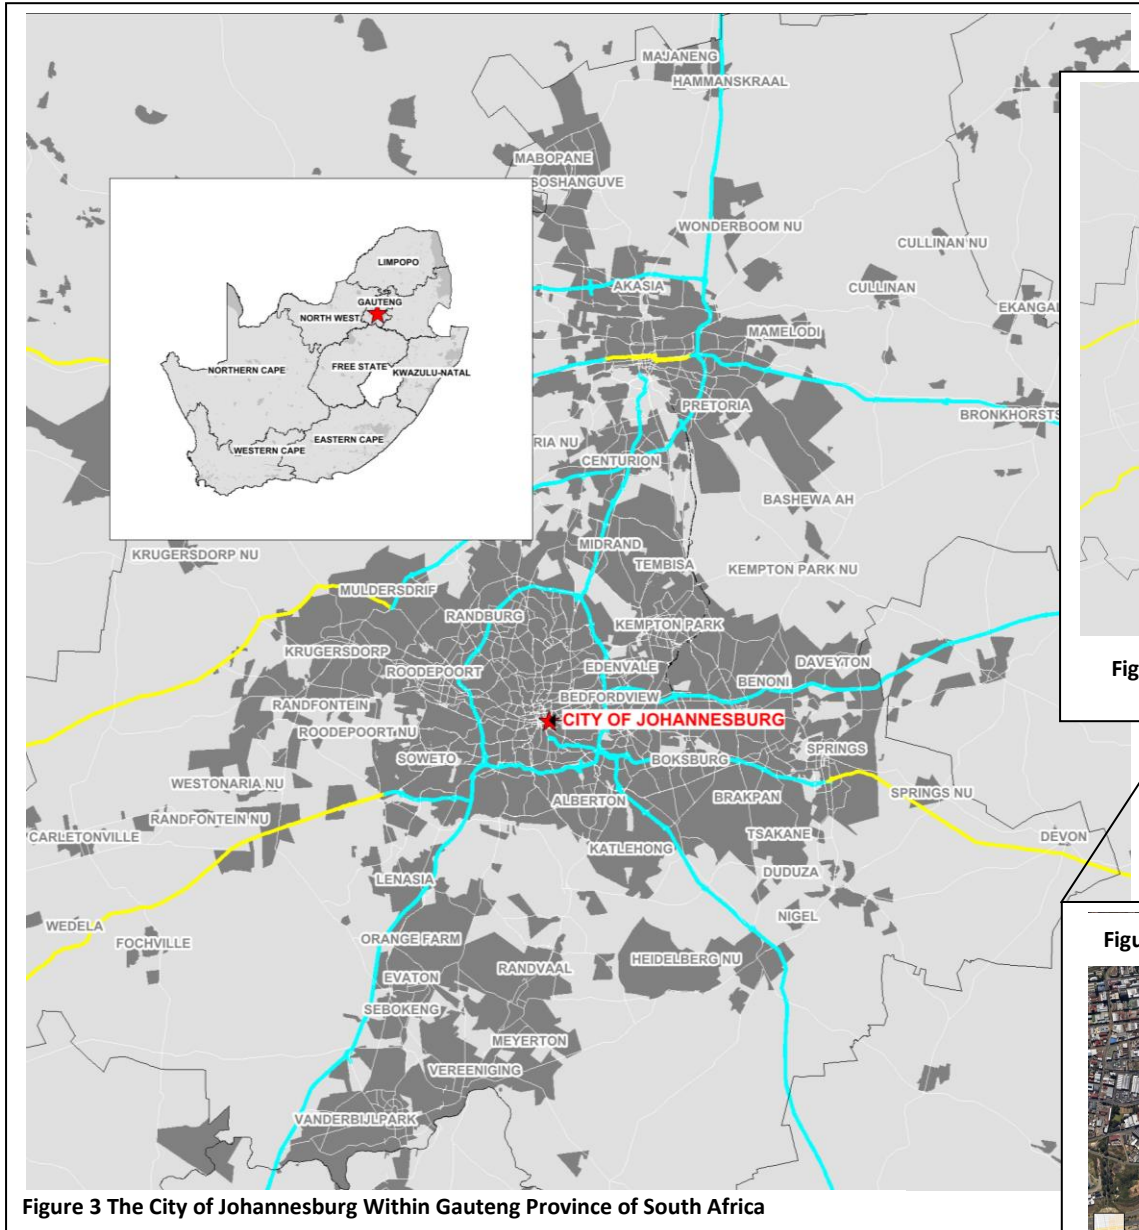 MAJANENG
HAMMANSKRAAL
MABOPANE
SOSHANGUVE
WONDERBOOM NU
CULLINAN NU
AKASIA
CULLINAN
MAMELODI
BRONKHORSTS
PRETORIA
RIA NU
CENTURION
BASHEWA AH
LIMPOPO
GAUTENG
NORTH WEST
FREE STATE
KWAZULU-NATAL
NORTHERN CAPE
EASTERN CAPE
WESTERN CAPE
KRUGERSDORP NU
MIDRAND
TEMBISA
KEMPTON PARK NU
MULDERSDRIF
RANDBURG
KEMPTON PARK
KRUGERSDORP
ROODEPOORT
EDENVALE
DAVEYTON
BENONI
BEDFORDVIEW
RANDFONTEIN
CITY OF JOHANNESBURG
ROODEPOORT NU
SOWETO
BOKSBURG
SPRINGS
WESTONARIA NU
SPRINGS NU
ALBERTON
BRAKPAN
RANDFONTEIN NU
CARLETONVILLE
TSAKANE
DEVON
KATLEHONG
DUDUZA
LENASIA
NIGEL
WEDELA
FOCHVILLE
ORANGE FARM
HEIDELBERG NU
RANDVAAL
EVATON
SEBOKENG
MEYERTON
VEREENIGING
VANDERBIJLPARK
Figure 3 The City of Johannesburg Within Gauteng Province of South Africa
Fig
Figu